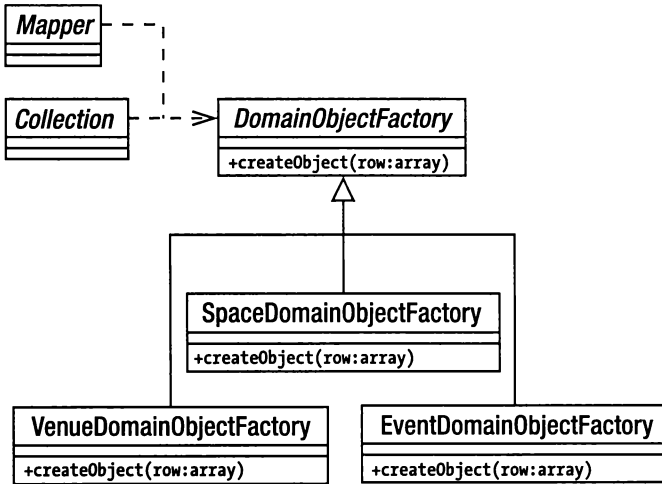 Mapper
Collection
DomainObjectFactory
+createObject(row:array)
SpaceDomainObjectFactory
+createObject(row:array)
VenueDomainObjectFactory
+createObject(row:array)
EventDomainObjectFactory
+createObject(row:array)